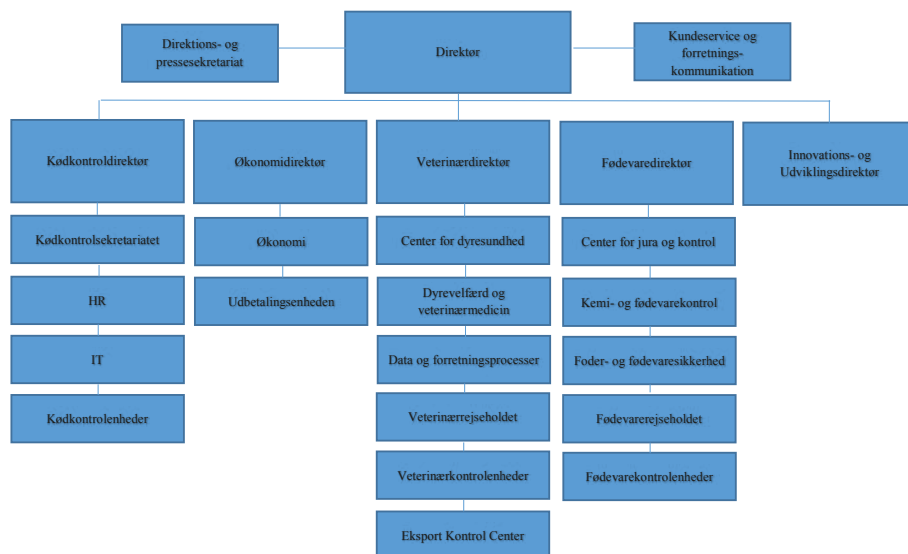 Direktions- og
pressesekretariat
Direktør
Kundeservice og
forretnings-
kommunikation
Kødkontroldirektør
Økonomidirektør
Veterinærdirektør
Fødevaredirektør
Innovations- og
Udviklingsdirektør
Kødkontrolsekretariatet
Økonomi
Center for dyresundhed
Center for jura og kontrol
HR
Udbetalingsenheden
Dyrevelfærd og
veterinærmedicin
Kemi- og fødevarekontrol
IT
Data og forretningsprocesser
Foder- og fødevaresikkerhed
Kødkontrolenheder
Veterinærrejseholdet
Fødevarerejseholdet
Veterinærkontrolenheder
Fødevarekontrolenheder
Eksport Kontrol Center